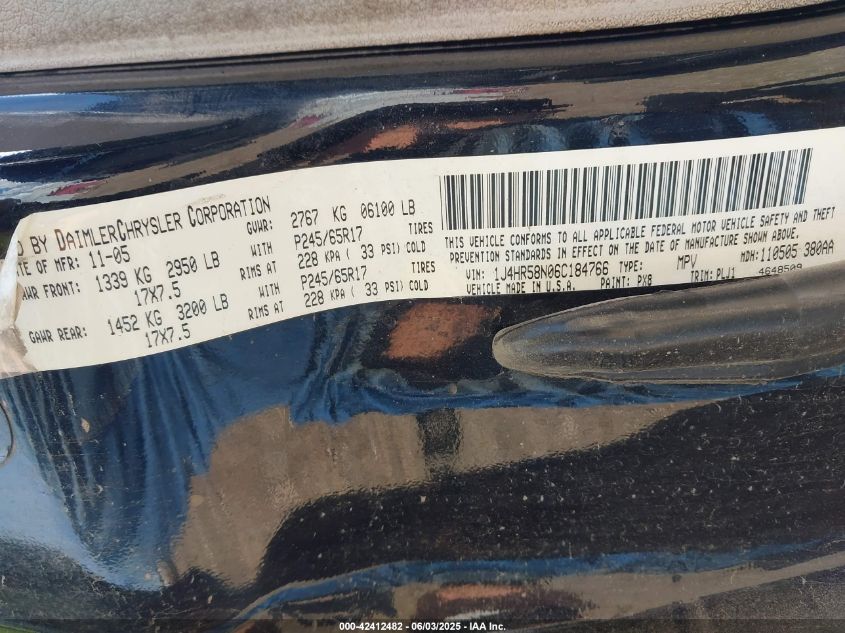 D BY DAIMLERCHRYSLER CORPORATION
ATE OF MFR: 11-05 GVWR: 2767 KG 06100 LB
AWR FRONT: 1339 KG 2950 LB WITH P245/65R17 TIRES
17X7.5 RIMS AT 228 KPA ( 33 PSI) COLD
GAWR REAR: 1452 KG 3200 LB WITH P245/65R17 TIRES
17X7.5 RIMS AT 228 KPA ( 33 PSI) COLD
THIS VEHICLE CONFORMS TO ALL APPLICABLE FEDERAL MOTOR VEHICLE SAFETY AND THEFT
PREVENTION STANDARDS IN EFFECT ON THE DATE OF MANUFACTURE SHOWN ABOVE.
VIN: 1J4HR58N06C184766 TYPE: MPV MDH: 110505 380AA
VEHICLE MADE IN U.S.A. PAINT: PX8 TRIM: PWJ1 4648509
000-42412482 - 06/03/2025 - IAA Inc.